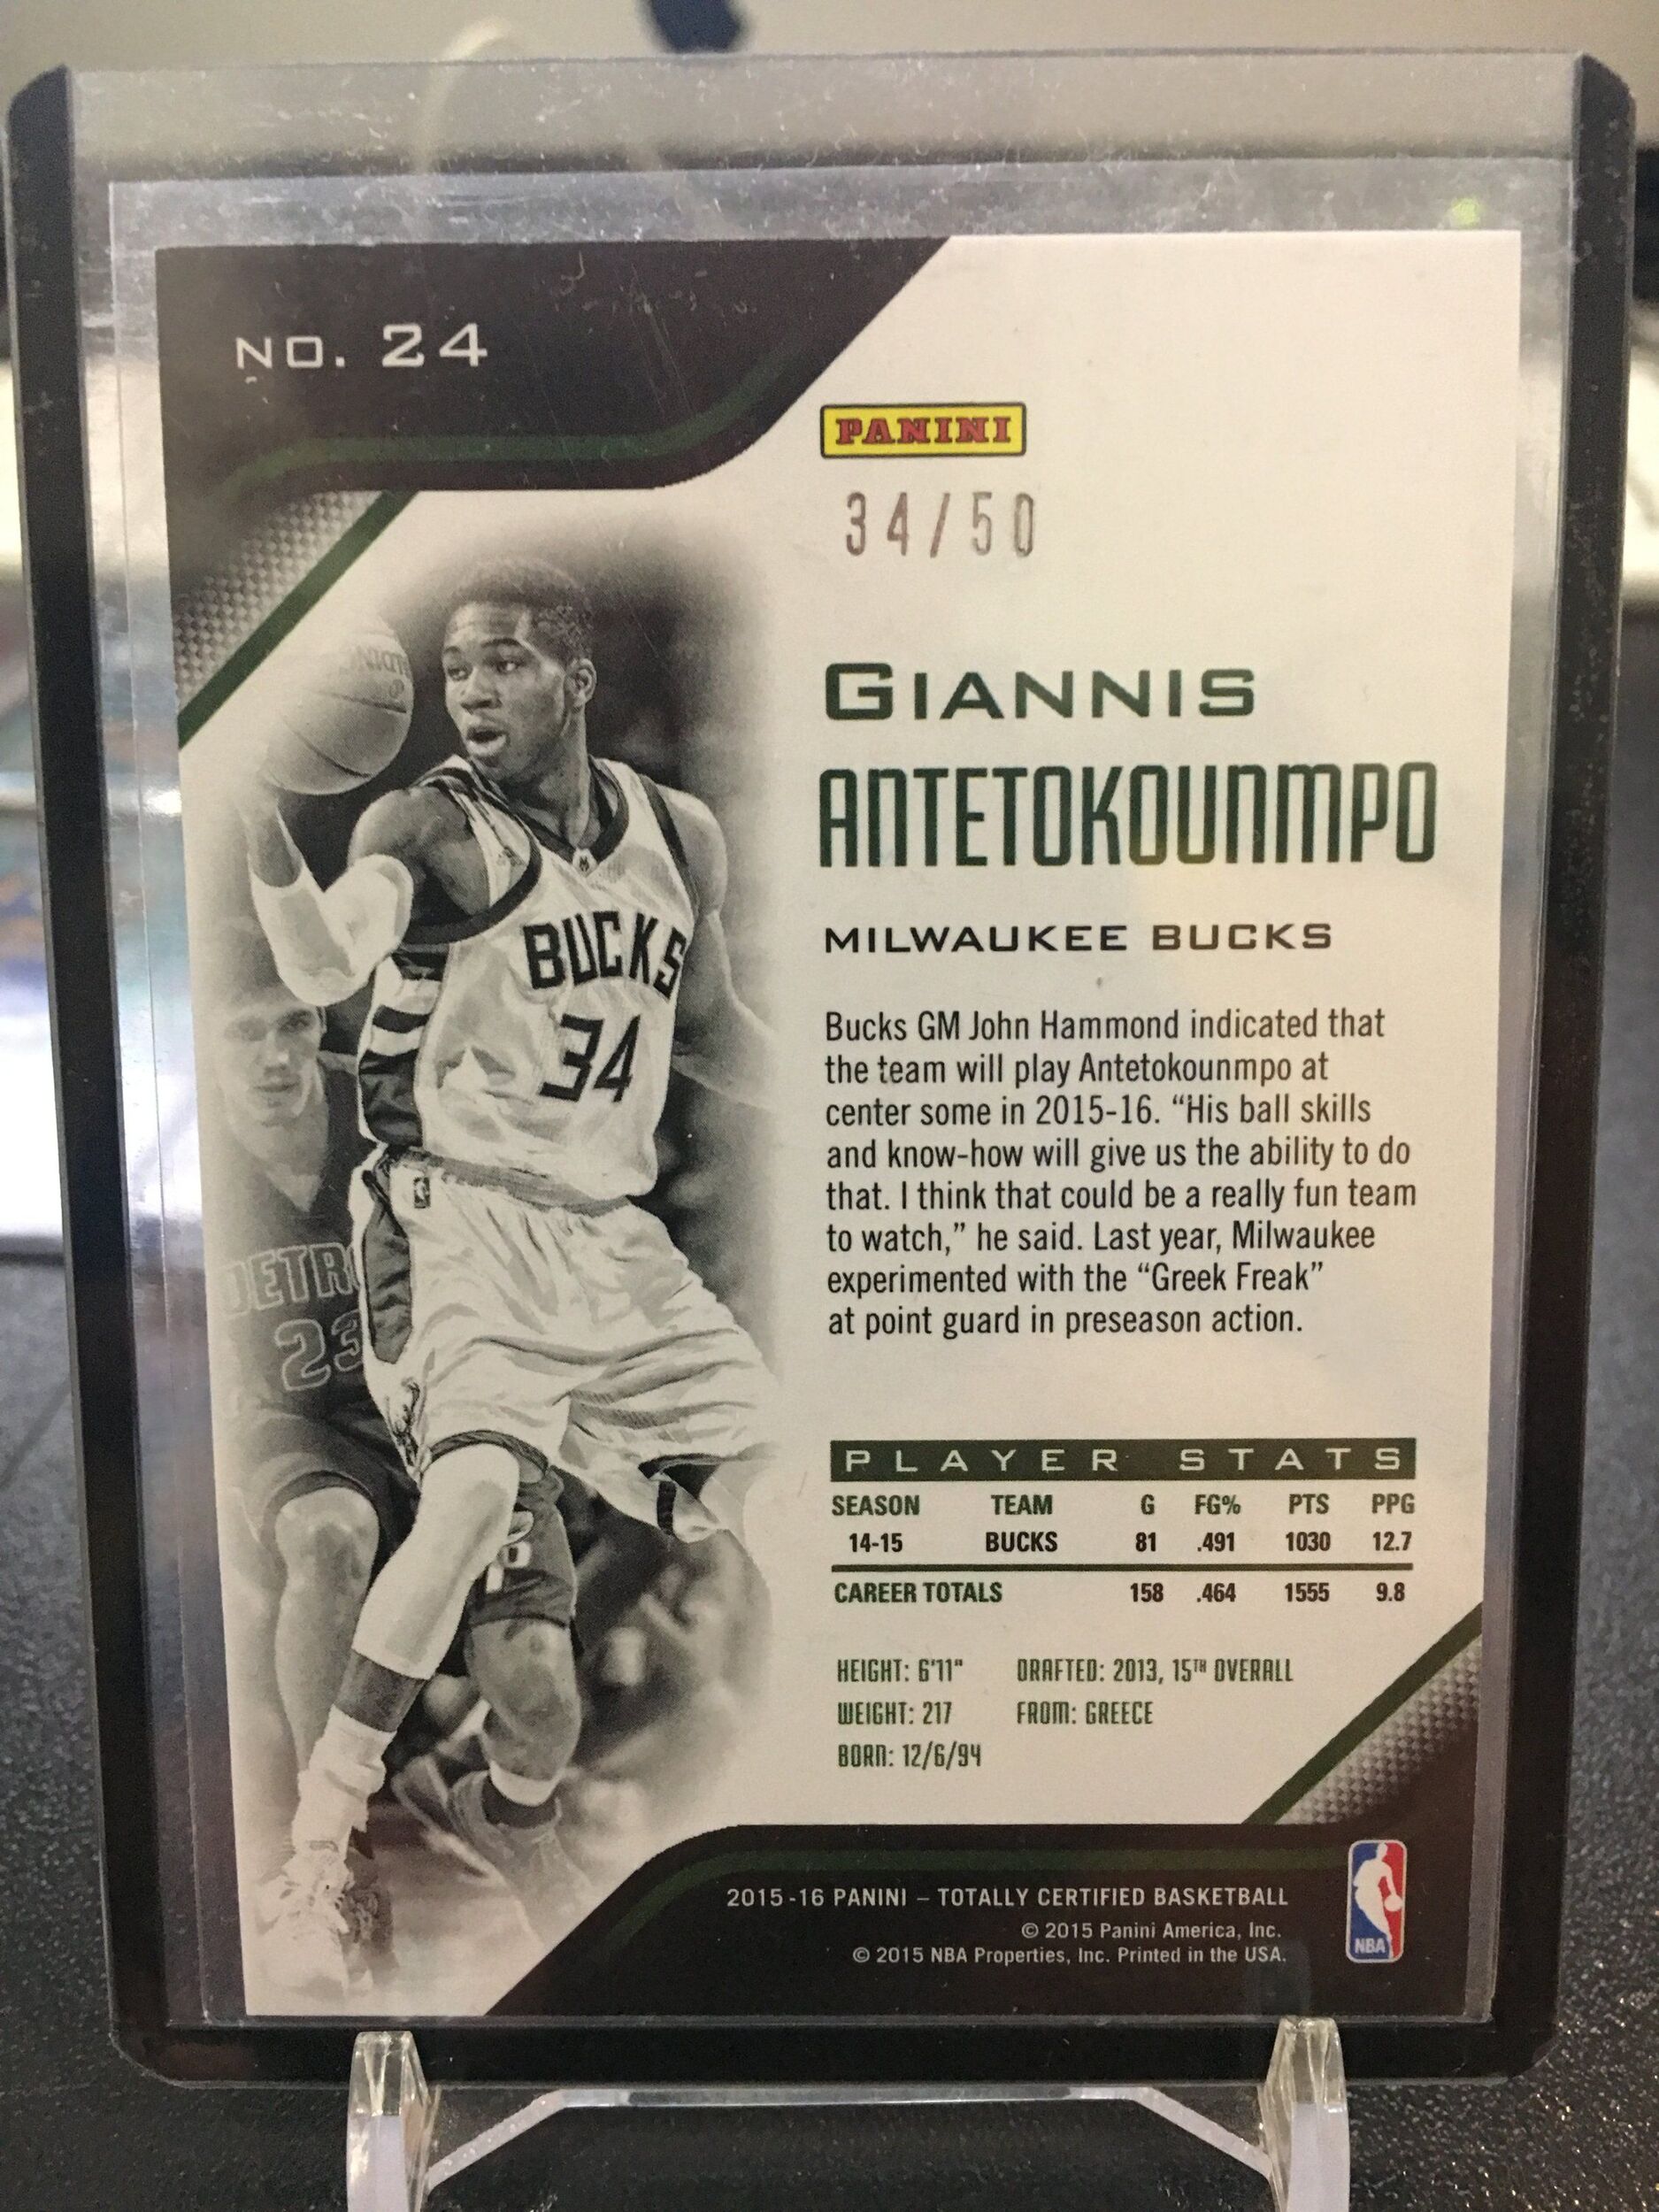 NO. 24
PANINI
34/50
GIANNIS
ANTETOKOUNMPO
MILWAUKEE BUCKS
Bucks GM John Hammond indicated that
the team will play Antetokounmpo at
center some in 2015-16. “His ball skills
and know-how will give us the ability to do
that. I think that could be a really fun team
to watch,” he said. Last year, Milwaukee
experimented with the “Greek Freak”
at point guard in preseason action.
BUCKS
34
DETRO
23
PLAYER STATS
SEASON TEAM G FG% PTS PPG
14-15 BUCKS 81 .491 1030 12.7
CAREER TOTALS 158 .464 1555 9.8
HEIGHT: 6'11" DRAFTED: 2013, 15TH OVERALL
WEIGHT: 217 FROM: GREECE
BORN: 12/6/94
2015-16 PANINI – TOTALLY CERTIFIED BASKETBALL
© 2015 Panini America, Inc.
© 2015 NBA Properties, Inc. Printed in the USA.
NBA